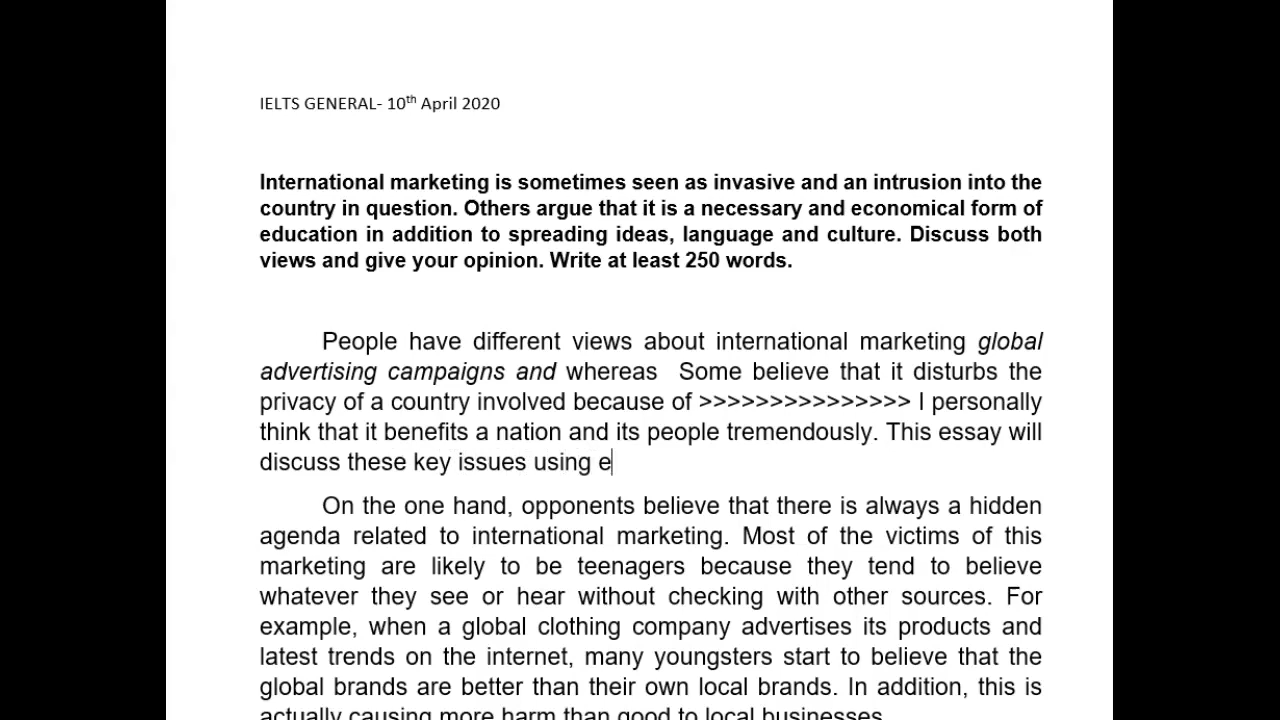 IELTS GENERAL- 10th April 2020
International marketing is sometimes seen as invasive and an intrusion into the
country in question. Others argue that it is a necessary and economical form of
education in addition to spreading ideas, language and culture. Discuss both
views and give your opinion. Write at least 250 words.
People have different views about international marketing global
advertising campaigns and whereas  Some believe that it disturbs the
privacy of a country involved because of >>>>>>>>>>>>>>> I personally
think that it benefits a nation and its people tremendously. This essay will
discuss these key issues using e
On the one hand, opponents believe that there is always a hidden
agenda related to international marketing. Most of the victims of this
marketing are likely to be teenagers because they tend to believe
whatever they see or hear without checking with other sources. For
example, when a global clothing company advertises its products and
latest trends on the internet, many youngsters start to believe that the
global brands are better than their own local brands. In addition, this is
actually causing more harm than good to local businesses.